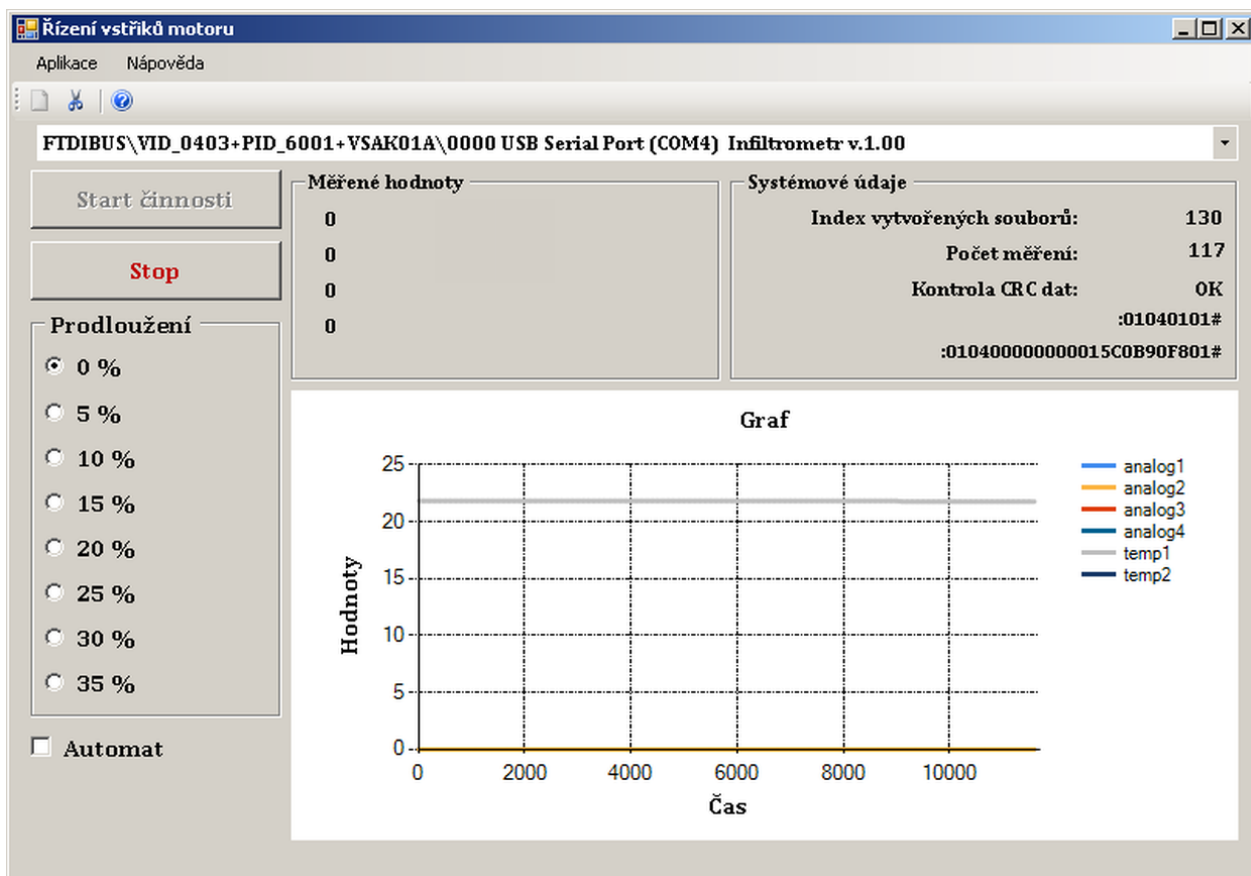 Řízení vstřiků motoru
Aplikace Nápověda
FTDIBUS\VID_0403+PID_6001+VSAK01A\0000 USB Serial Port (COM4) Infiltrometr v.1.00
Start činnosti
Stop
Prodloužení
0 %
5 %
10 %
15 %
20 %
25 %
30 %
35 %
Automat
Měřené hodnoty
0
0
0
0
Systémové údaje
Index vytvořených souborů: 130
Počet měření: 117
Kontrola CRC dat: OK
:01040101#
:010400000000015C0B90F801#
Graf
Hodnoty
25
20
15
10
5
0
0 2000 4000 6000 8000 10000
Čas
analog1
analog2
analog3
analog4
temp1
temp2